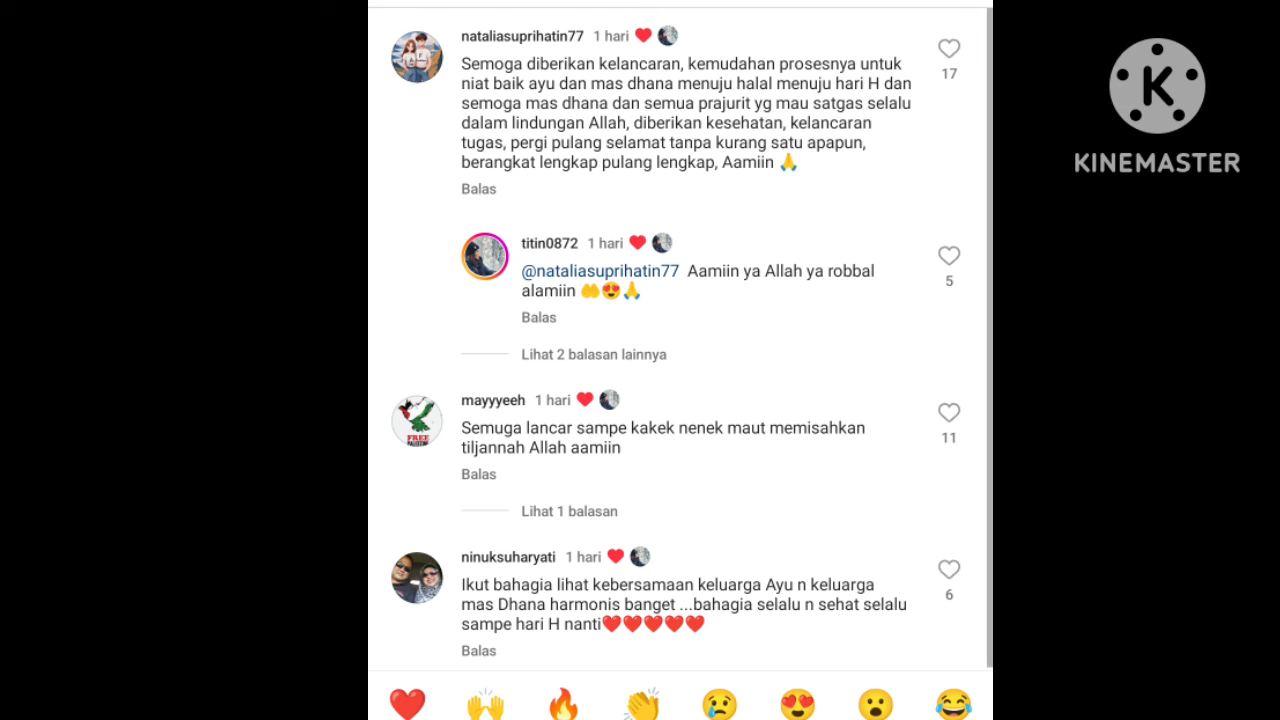 nataliasuprihatin77 1 hari
Semoga diberikan kelancaran, kemudahan prosesnya untuk
niat baik ayu dan mas dhana menuju halal menuju hari H dan
semoga mas dhana dan semua prajurit yg mau satgas selalu
dalam lindungan Allah, diberikan kesehatan, kelancaran
tugas, pergi pulang selamat tanpa kurang satu apapun,
berangkat lengkap pulang lengkap, Aamiin 🙏
17
Balas
titin0872 1 hari
@nataliasuprihatin77 Aamiin ya Allah ya robbal
alamiin 🤲😍🙏
5
Balas
Lihat 2 balasan lainnya
mayyyeeh 1 hari
Semuga lancar sampe kakek nenek maut memisahkan
tiljannah Allah aamiin
11
Balas
Lihat 1 balasan
FREE
ninuksuharyati 1 hari
Ikut bahagia lihat kebersamaan keluarga Ayu n keluarga
mas Dhana harmonis banget ...bahagia selalu n sehat selalu
sampe hari H nanti❤️❤️❤️❤️❤️
6
Balas
K
KINEMASTER